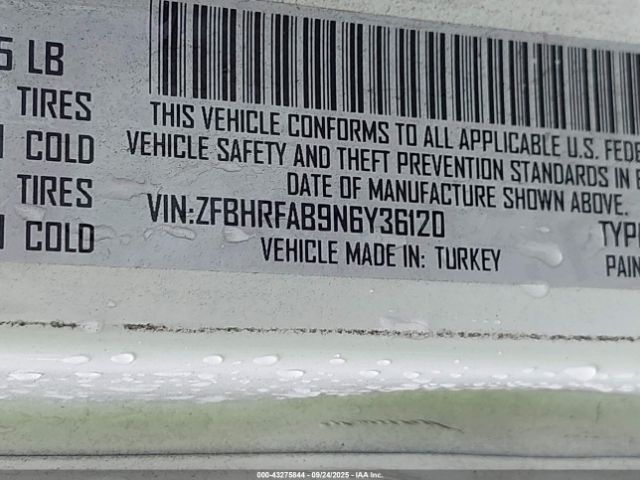 5 LB
TIRES
COLD
TIRES
COLD
THIS VEHICLE CONFORMS TO ALL APPLICABLE U.S. FEDE
VEHICLE SAFETY AND THEFT PREVENTION STANDARDS IN
DATE OF MANUFACTURE SHOWN ABOVE.
VIN:ZFBHRFAB9N6Y36120
TYP
VEHICLE MADE IN: TURKEY
PAIN
000-43275844 - 09/24/2025 - IAA Inc.